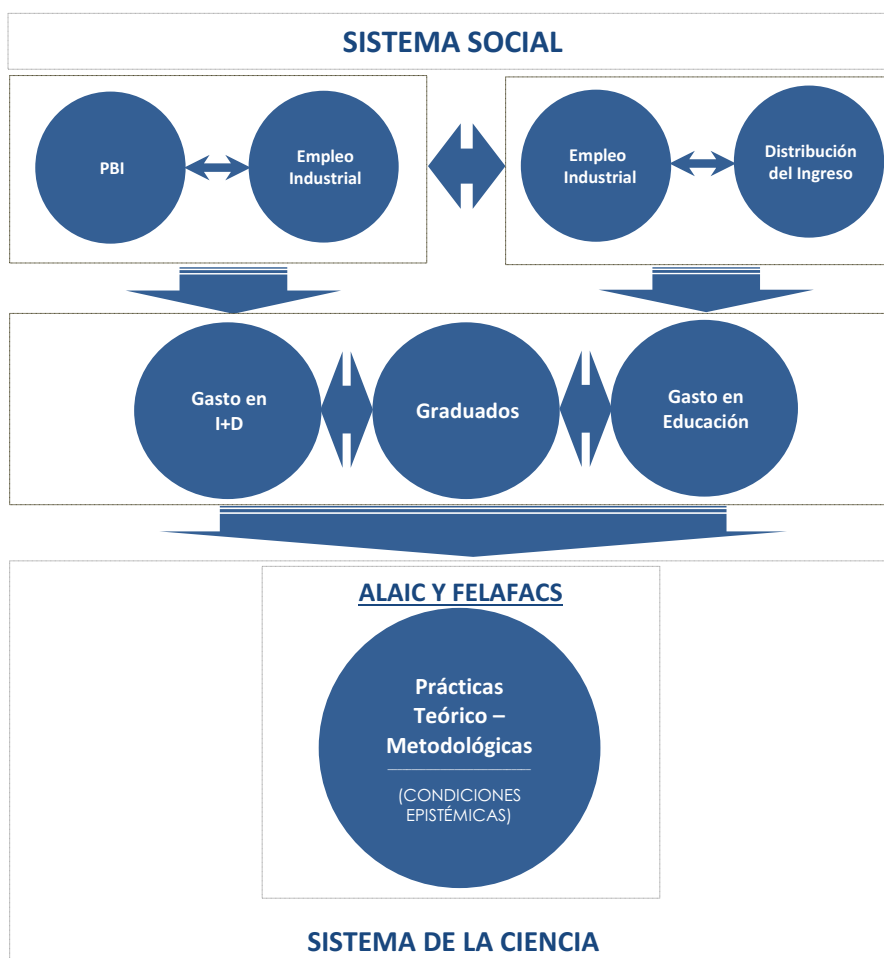 SISTEMA SOCIAL
PBI
Empleo
Industrial
Empleo
Industrial
Distribución
del Ingreso
Gasto en
I+D
Graduados
Gasto en
Educación
ALAIC Y FELAFACS
Prácticas
Teórico –
Metodológicas
(CONDICIONES
EPISTÉMICAS)
SISTEMA DE LA CIENCIA